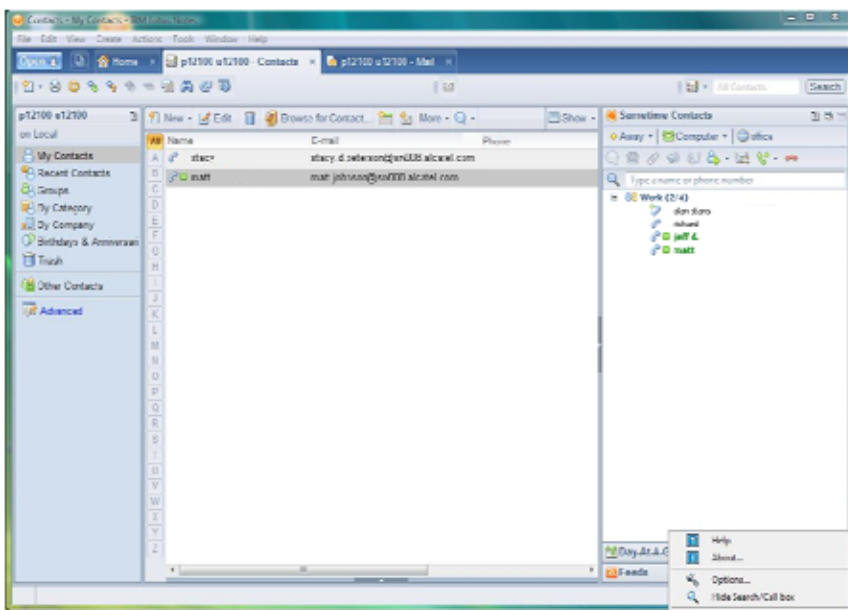 Contacts - My Contacts - IBM Lotus Notes
File Edit View Create Actions Tools Window Help
Open Home p12100 u12100 - Contacts p12100 u12100 - Mail
All Contacts Search
p12100 u12100
on Local
My Contacts
Recent Contacts
Groups
By Category
By Company
Birthdays & Anniversari
Trash
Other Contacts
Advanced
New Edit Browse for Contact... More Show
Name E-mail Phone
stacy stacy.d.peterson@
matt matt.johnson@
A
B
C
D
E
F
G
H
I
J
K
L
M
N
O
P
Q
R
S
T
U
V
W
X
Y
Z
Sametime Contacts
Away Computer office
Type a name or phone number
Work (2/4)
richard
jeff d.
matt
Day-At-A-G
Feeds
Help
About...
Options...
Hide Search/Call box